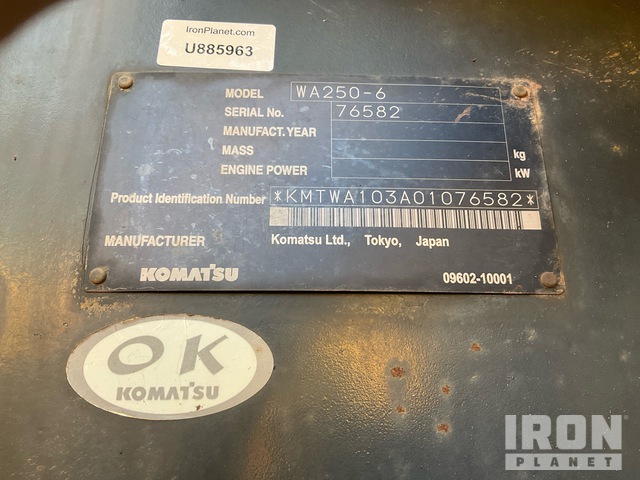 IronPlanet.com
U885963
MODEL WA250-6
SERIAL No. 76582
MANUFACT.YEAR
MASS kg
ENGINE POWER kW
Product Identification Number *KMTWA103A01076582*
MANUFACTURER Komatsu Ltd., Tokyo, Japan
KOMATSU 09602-10001
OK
KOMATSU
IRON
PLANET